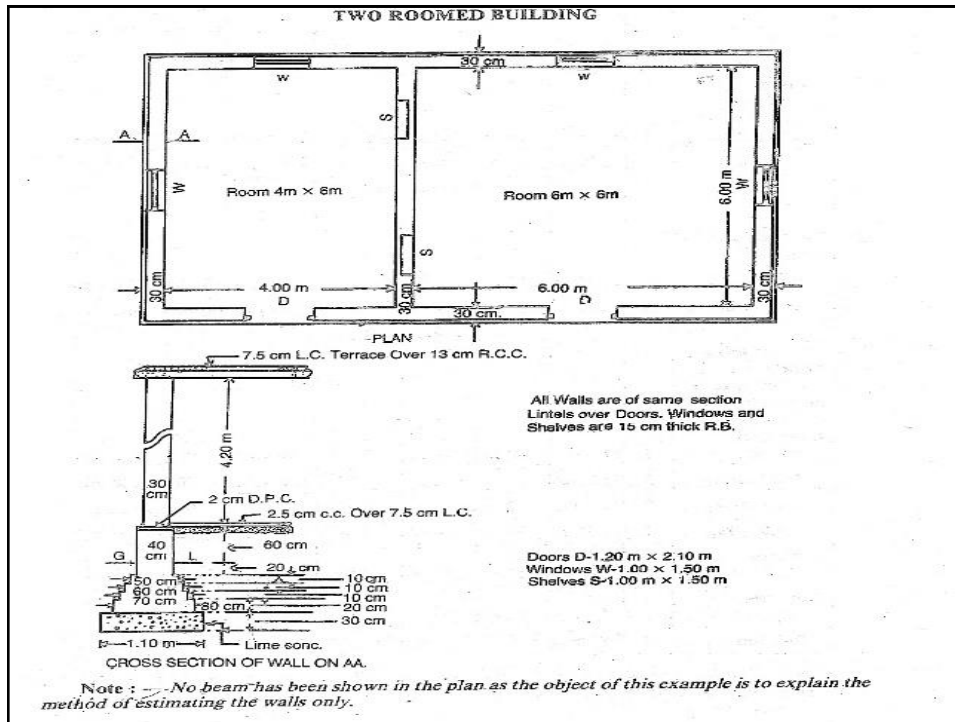 TWO ROOMED BUILDING
30 cm
W
W
A
A
S
W
Room 4m × 6m
Room 6m × 6m
6.00 m
W
S
30 cm
4.00 m
D
30 cm
6.00 m
D
30 cm
30 cm.
PLAN
7.5 cm L.C. Terrace Over 13 cm R.C.C.
All Walls are of same section
Lintels over Doors. Windows and
Shelves are 15 cm thick R.B.
4.20 m
30
cm
2 cm D.P.C.
2.5 cm c.c. Over 7.5 cm L.C.
40
cm
60 cm
G
L
20 cm
Doors D-1.20 m × 2.10 m
Windows W-1.00 × 1.50 m
Shelves S-1.00 m × 1.50 m
50 cm
10 cm
60 cm
10 cm
70 cm
10 cm
80 cm
20 cm
30 cm
1.10 m
Lime sonc.
CROSS SECTION OF WALL ON AA.
Note : — No beam has been shown in the plan as the object of this cxample is to explain the
method of estimating the walls only.